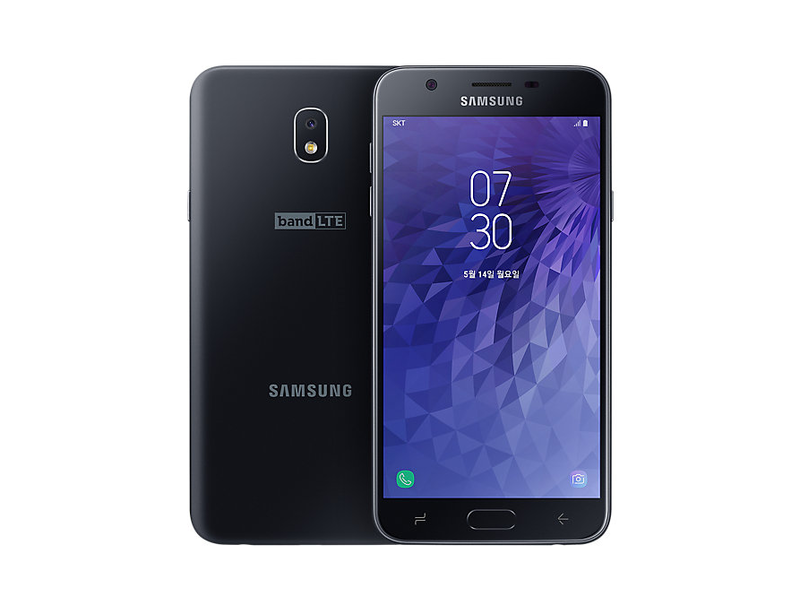 band LTE
SAMSUNG
SAMSUNG
SKT
07
30
5월 14일 월요일